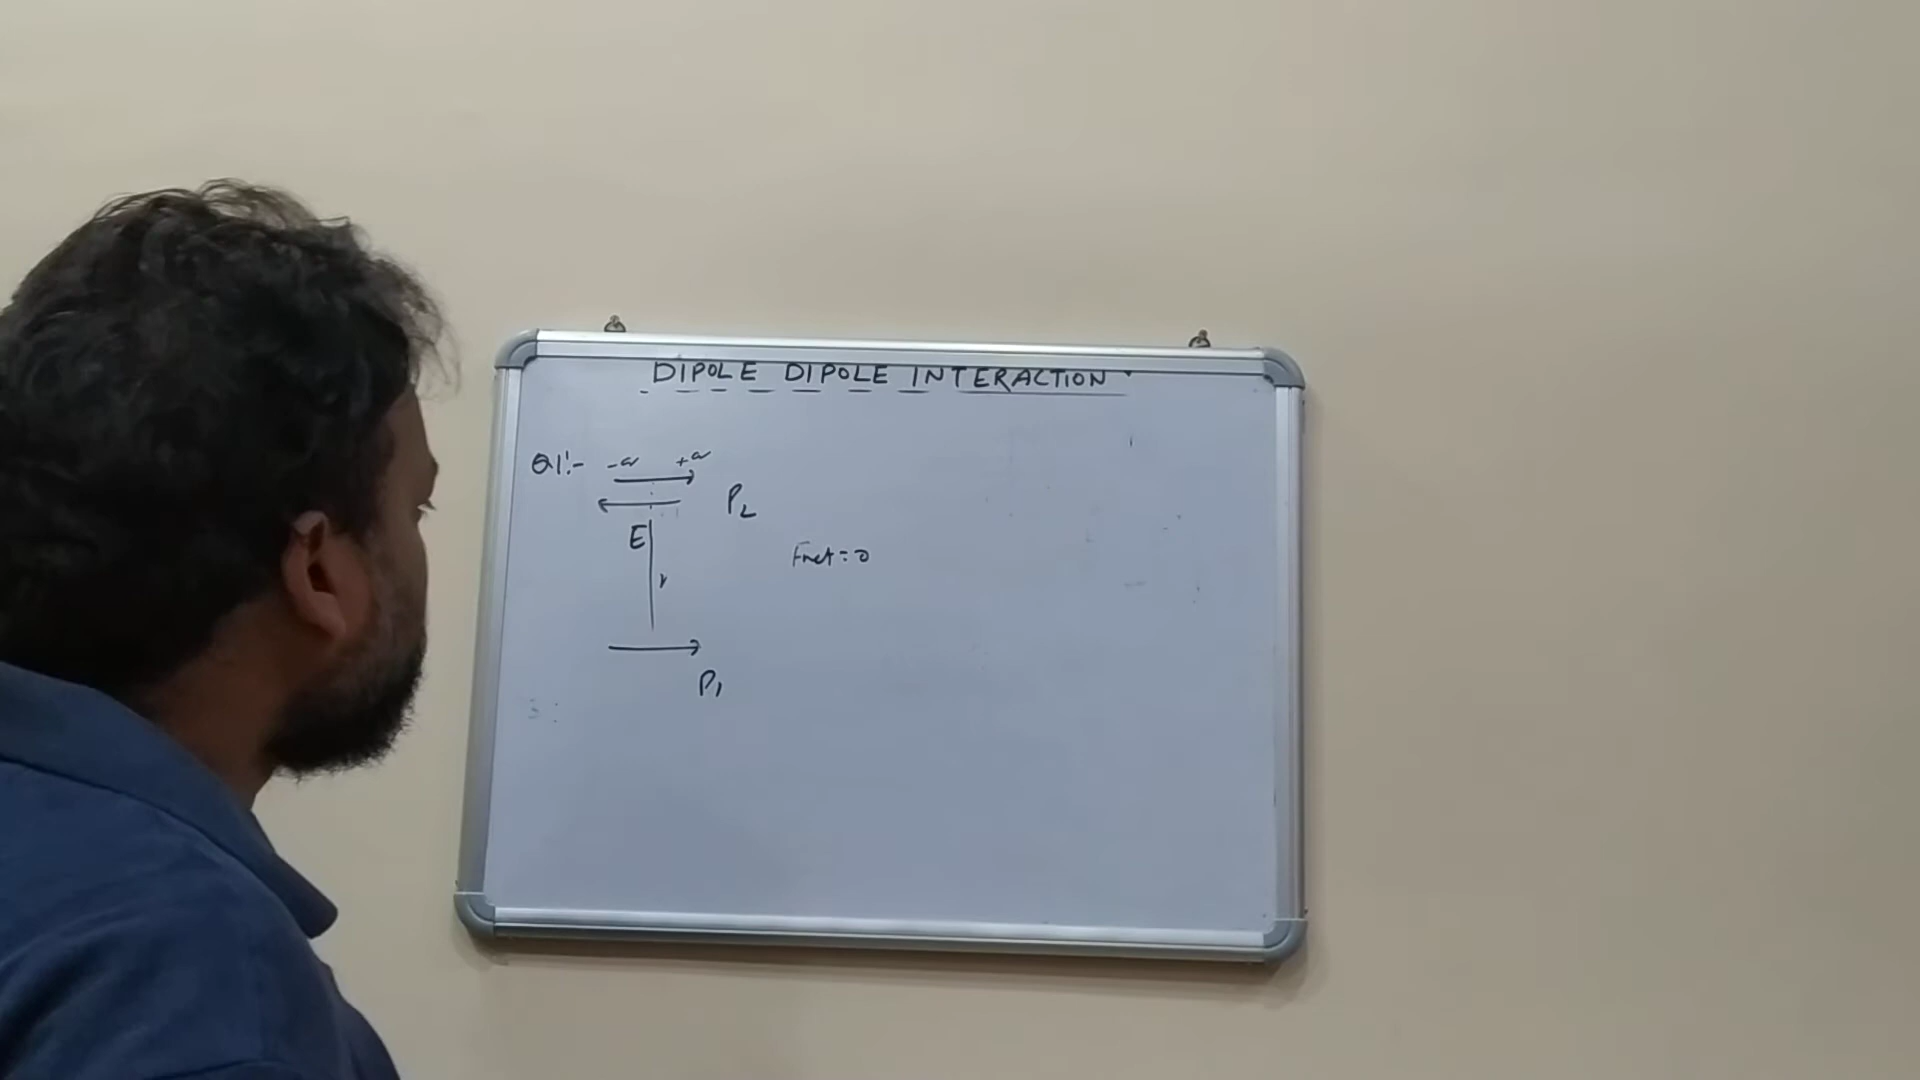 DIPOLE DIPOLE INTERACTION
Q1:- -q +q
P2
E
Fnet=0
r
P1